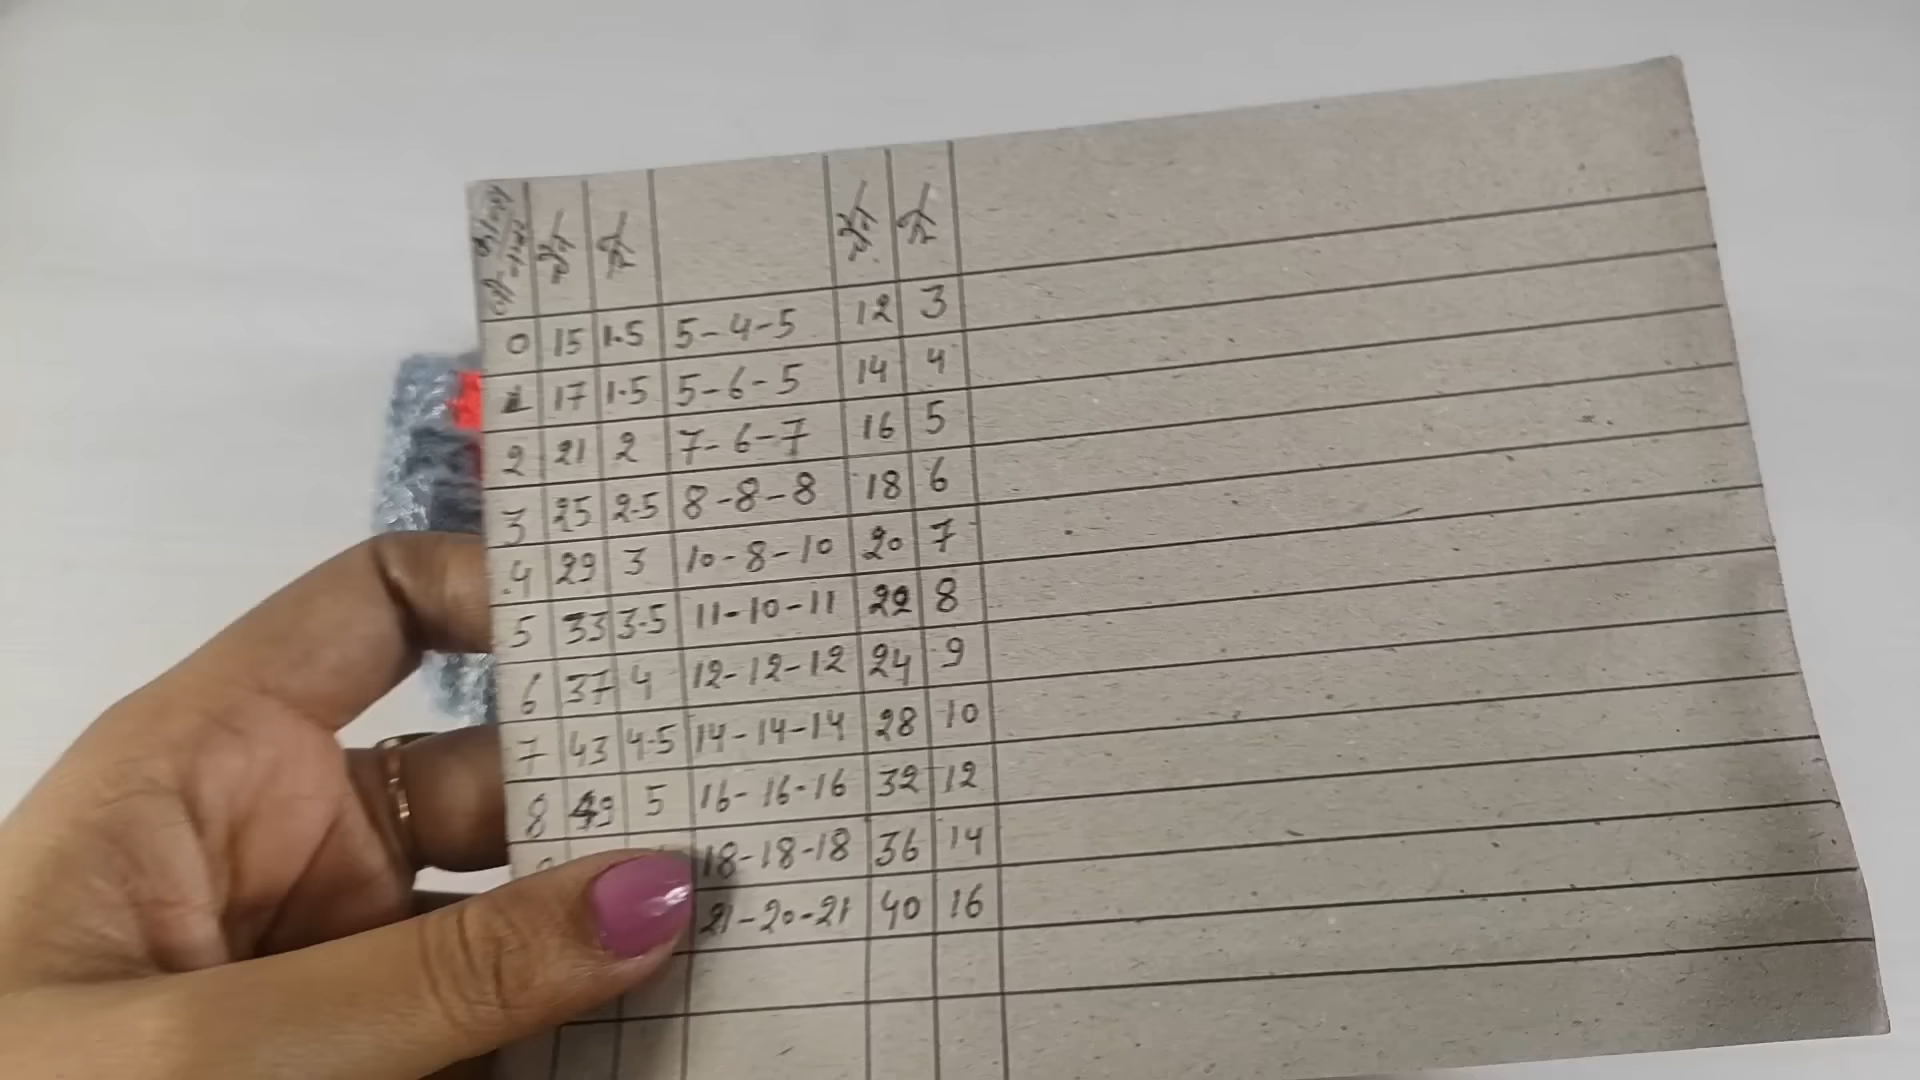 चेन रो चेन रो
0 15 1.5 5-4-5 12 3
1 17 1.5 5-6-5 14 4
2 21 2 7-6-7 16 5
3 25 2.5 8-8-8 18 6
4 29 3 10-8-10 20 7
5 33 3.5 11-10-11 22 8
6 37 4 12-12-12 24 9
7 43 4.5 14-14-14 28 10
8 49 5 16-16-16 32 12
18-18-18 36 14
21-20-21 40 16